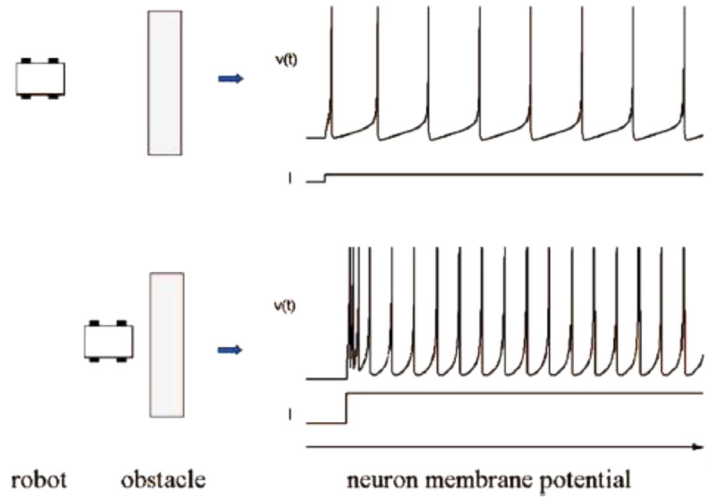 v(t)
I
v(t)
I
robot obstacle neuron membrane potential